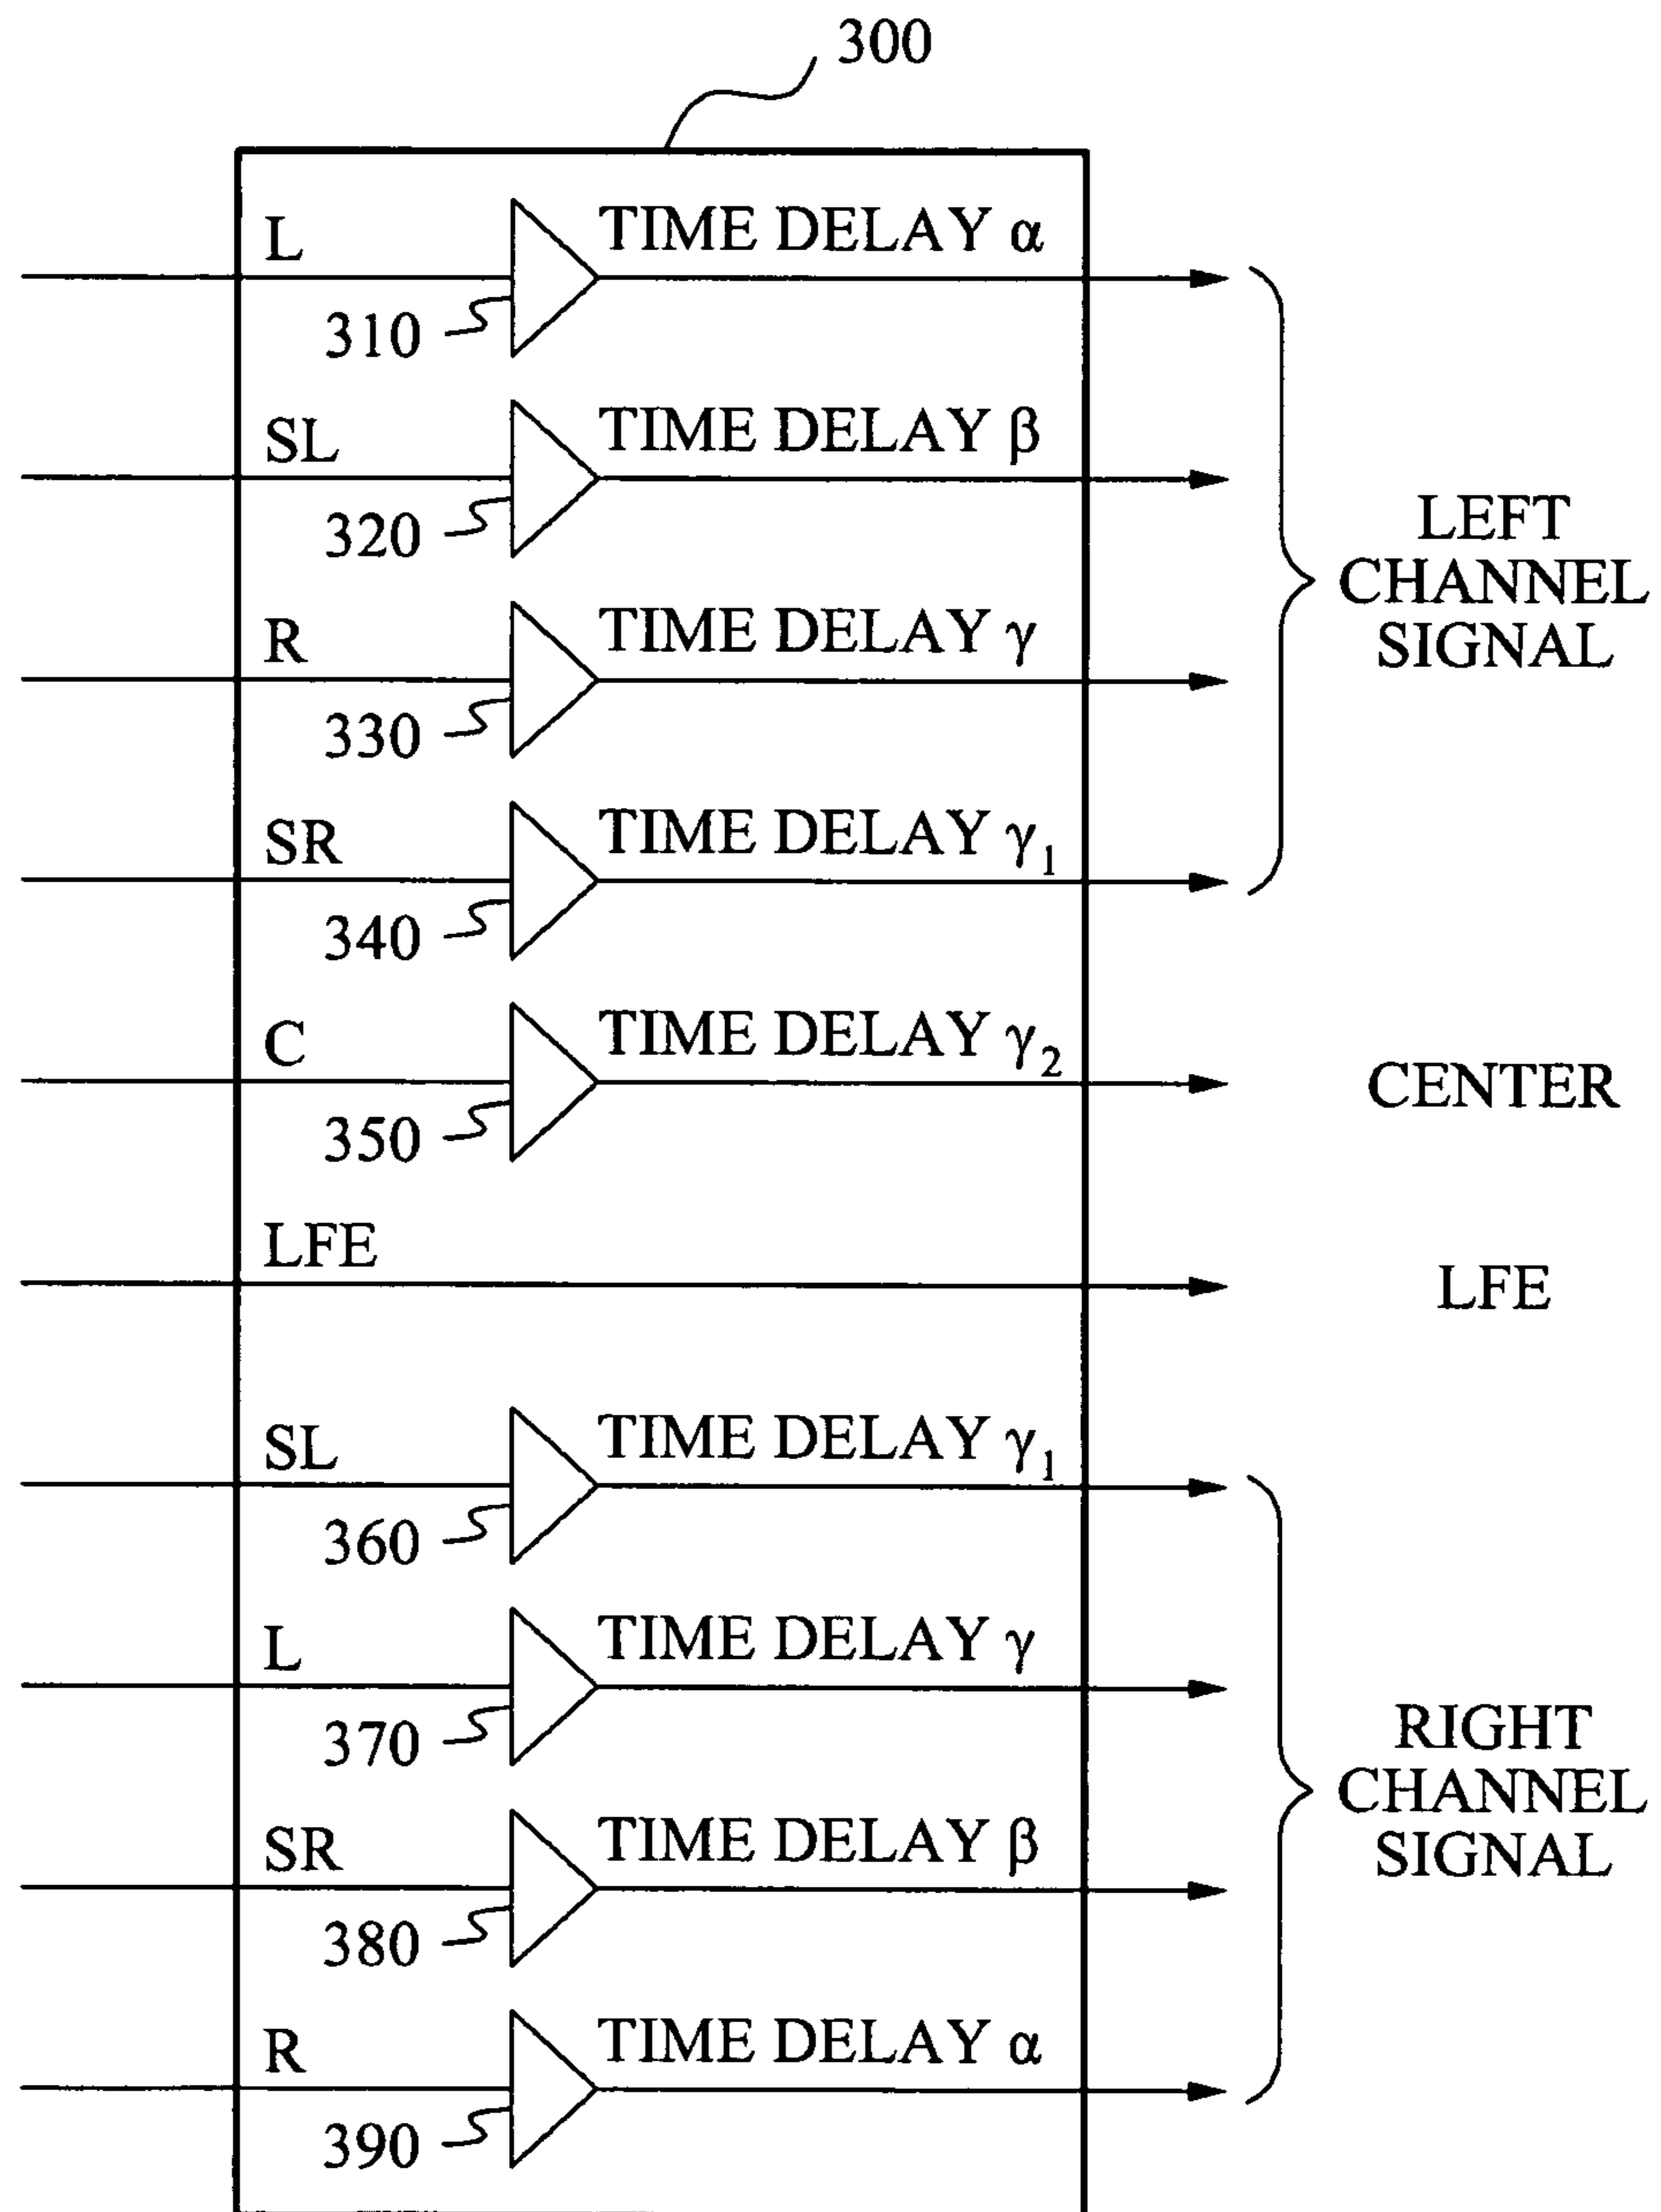 300
L
TIME DELAY α
310
SL
TIME DELAY β
320
R
TIME DELAY γ
330
SR
TIME DELAY γ₁
340
LEFT
CHANNEL
SIGNAL
C
TIME DELAY γ₂
350
CENTER
LFE
LFE
SL
TIME DELAY γ₁
360
L
TIME DELAY γ
370
SR
TIME DELAY β
380
R
TIME DELAY α
390
RIGHT
CHANNEL
SIGNAL